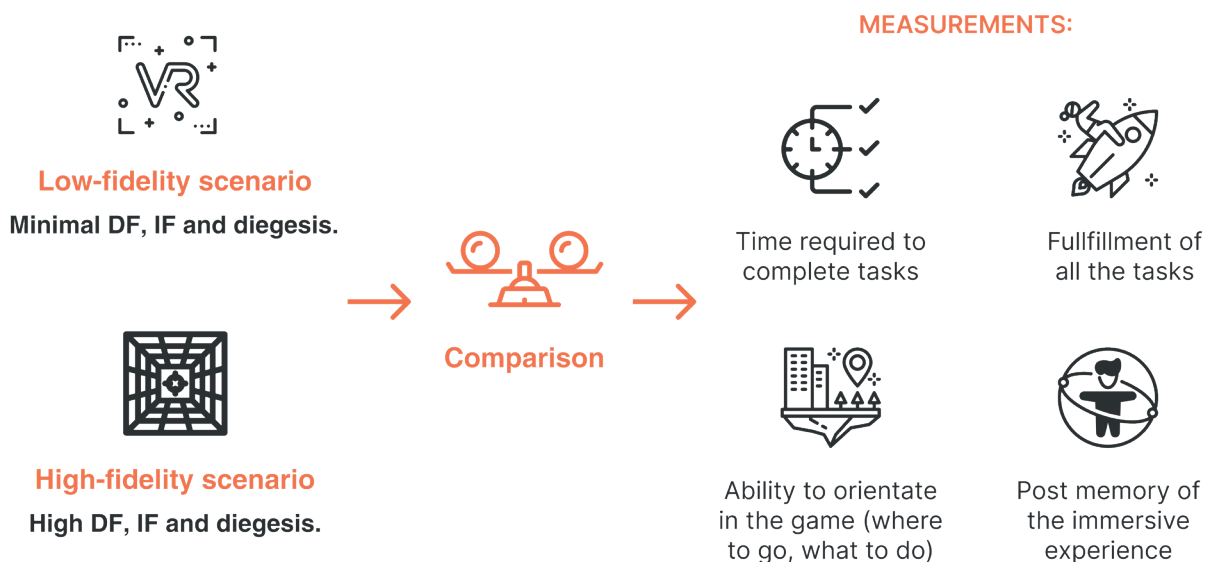 VR
Low-fidelity scenario
Minimal DF, IF and diegesis.
High-fidelity scenario
High DF, IF and diegesis.
Comparison
MEASUREMENTS:
Time required to
complete tasks
Fullfillment of
all the tasks
Ability to orientate
in the game (where
to go, what to do)
Post memory of
the immersive
experience